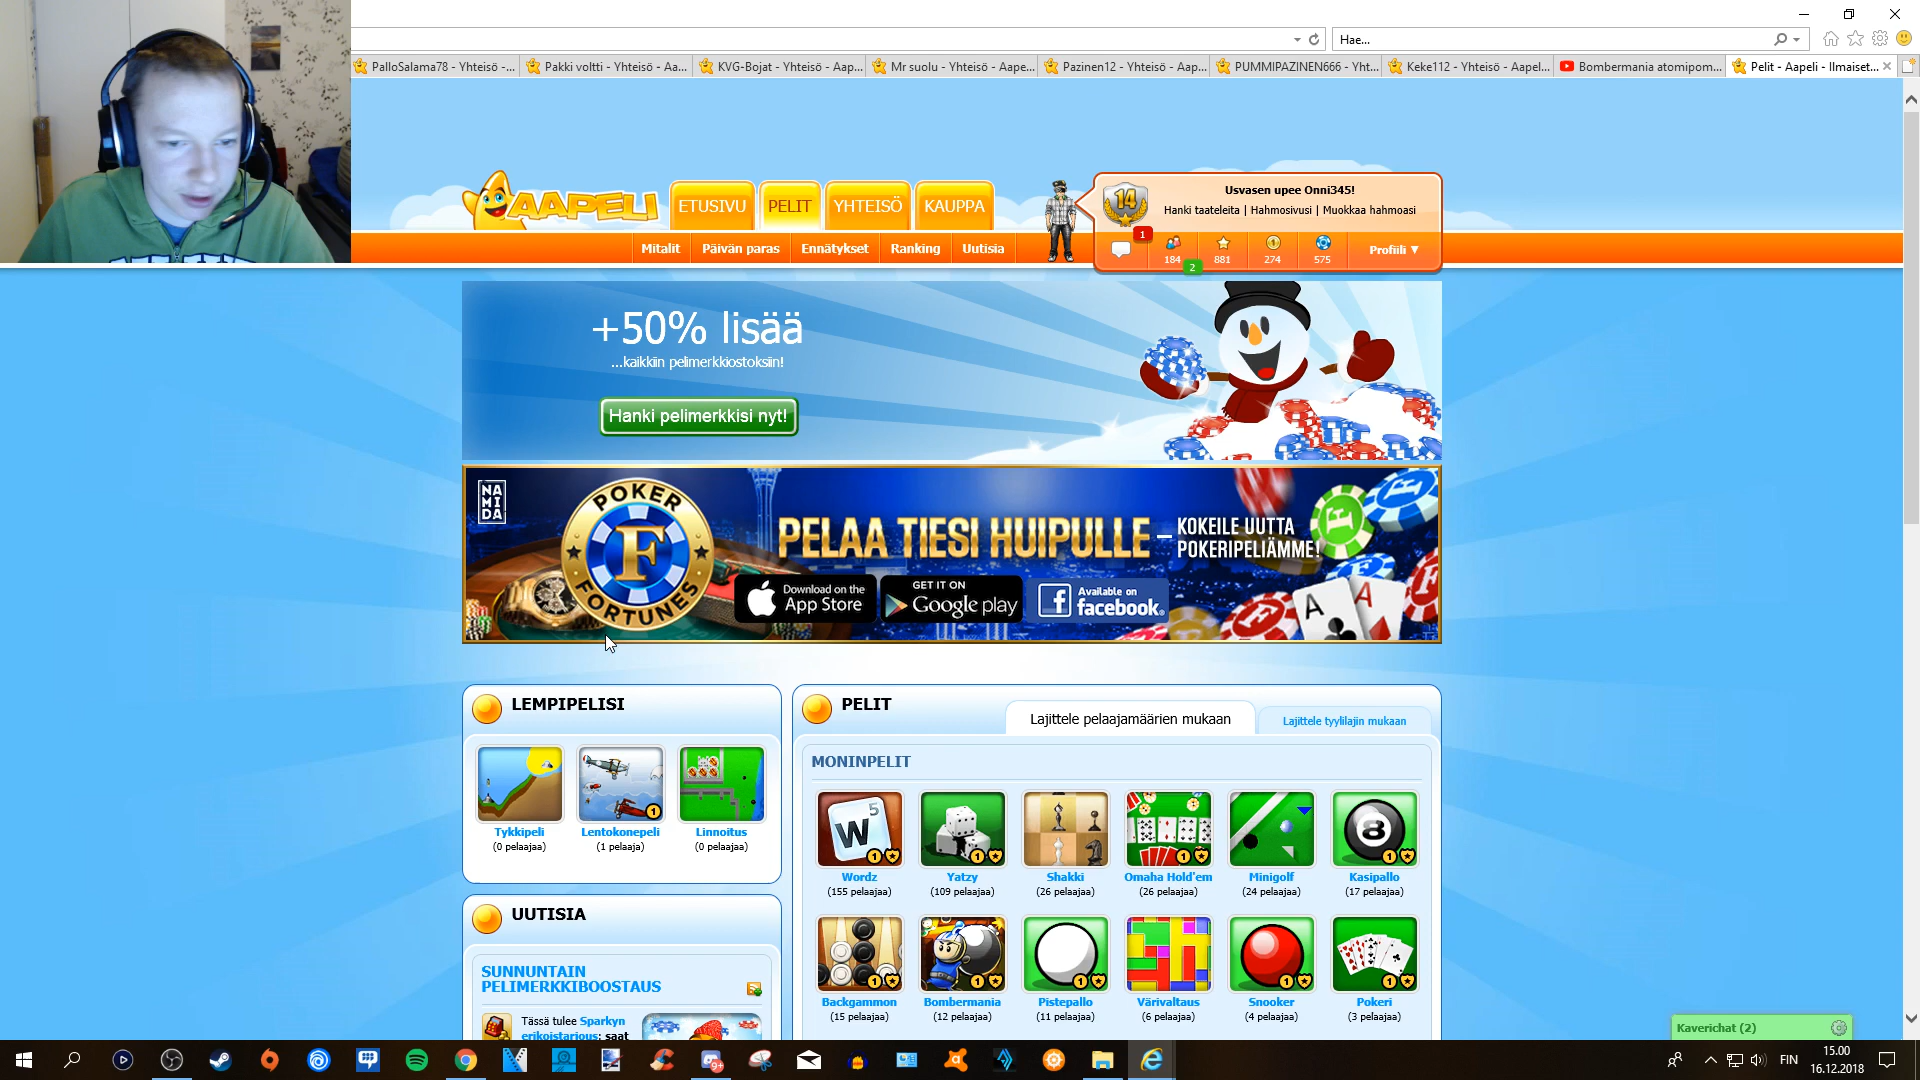 Hae...
PalloSalama78 - Yhteisö -...
Pakki voltti - Yhteisö - Aa...
KVG-Bojat - Yhteisö - Aap...
Mr suolu - Yhteisö - Aape...
Pazinen12 - Yhteisö - Aap...
PUMMIPAZINEN666 - Yht...
Keke112 - Yhteisö - Aapel...
Bombermania atomipom...
Pelit - Aapeli - Ilmaiset...
AAPELI
ETUSIVU
PELIT
YHTEISÖ
KAUPPA
14
Usvasen upee Onni345!
Hanki taateleita | Hahmosivusi | Muokkaa hahmoasi
Mitalit
Päivän paras
Ennätykset
Ranking
Uutisia
1
184
2
881
274
575
Profiili ▼
+50% lisää
...kaikkiin pelimerkkiostoksiin!
Hanki pelimerkkisi nyt!
NA
MI
DA
POKER
F
FORTUNES
PELAA TIESI HUIPULLE – KOKEILE UUTTA
POKERIPELIÄMME!
Download on the
App Store
GET IT ON
Google play
Available on
facebook
LEMPIPELISI
Tykkipeli
(0 pelaajaa)
Lentokonepeli
(1 pelaaja)
Linnoitus
(0 pelaajaa)
UUTISIA
SUNNUNTAIN
PELIMERKKIBOOSTAUS
Tässä tulee Sparkyn
erikoistarjous: saat
PELIT
Lajittele pelaajamäärien mukaan
Lajittele tyylilajin mukaan
MONINPELIT
Wordz
(155 pelaajaa)
Yatzy
(109 pelaajaa)
Shakki
(26 pelaajaa)
Omaha Hold'em
(26 pelaajaa)
Minigolf
(24 pelaajaa)
Kasipallo
(17 pelaajaa)
Backgammon
(15 pelaajaa)
Bombermania
(12 pelaajaa)
Pistepallo
(11 pelaajaa)
Värivaltaus
(6 pelaajaa)
Snooker
(4 pelaajaa)
Pokeri
(3 pelaajaa)
Kaverichat (2)
9+
FIN
15.00
16.12.2018